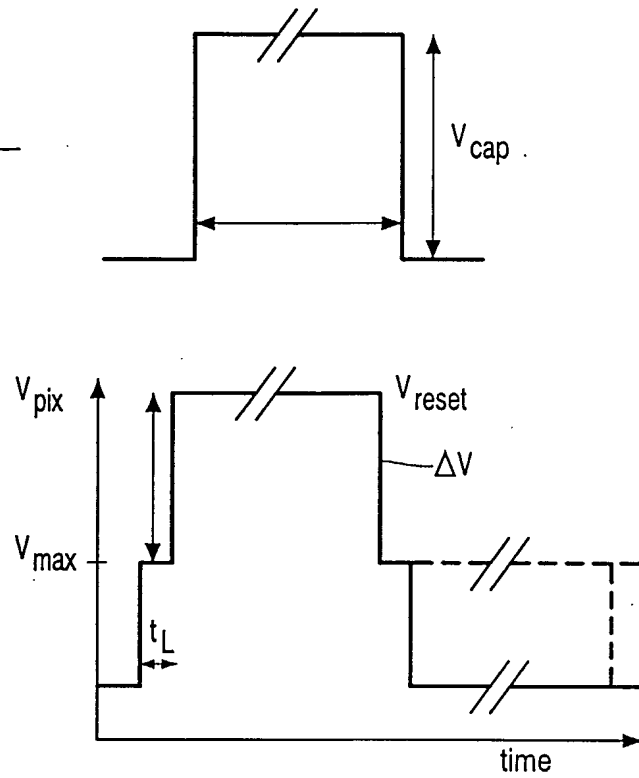 V_cap
V_pix
V_reset
ΔV
V_max
t_L
time